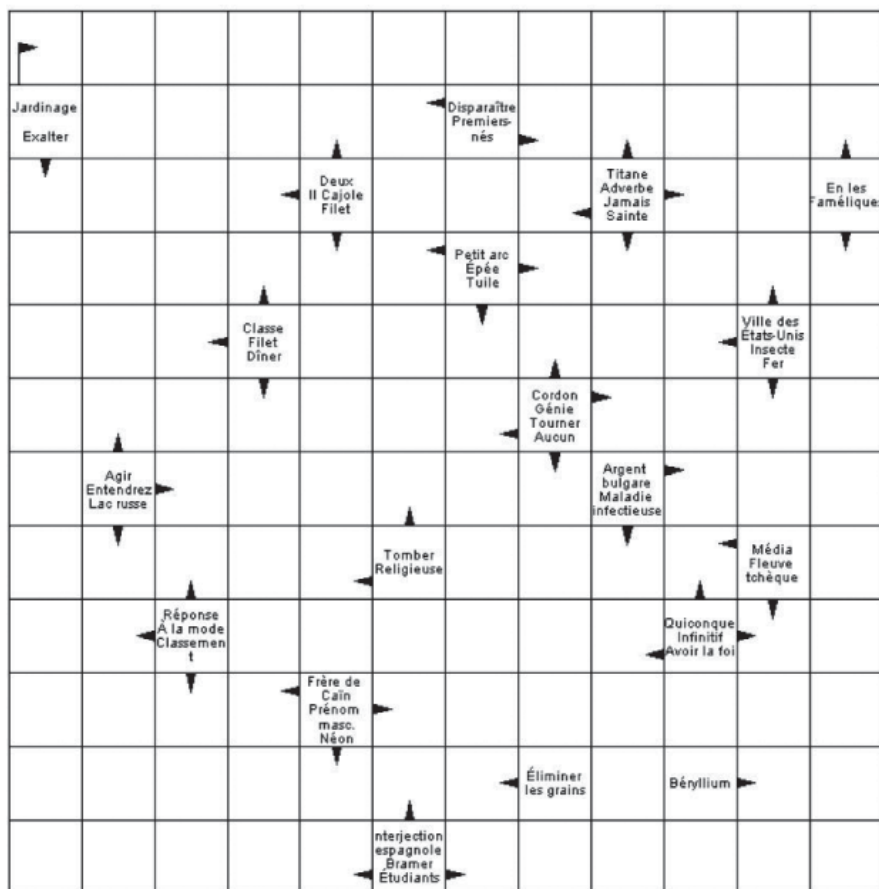 Jardinage
Exalter
Disparaître
Premiers-
nés
Deux
Il Cajole
Filet
Titane
Adverbe
Jamais
Sainte
En les
Faméliques
Petit arc
Épée
Tuile
Classe
Filet
Dîner
Ville des
États-Unis
Insecte
Fer
Cordon
Génie
Tourner
Aucun
Agir
Entendrez
Lac russe
Argent
bulgare
Maladie
infectieuse
Tomber
Religieuse
Média
Fleuve
tchèque
Réponse
À la mode
Classemen
t
Quiconque
Infinitif
Avoir la foi
Frère de
Caïn
Prénom
masc.
Néon
Éliminer
les grains
Béryllium
nterjection
espagnole
Bramer
Étudiants